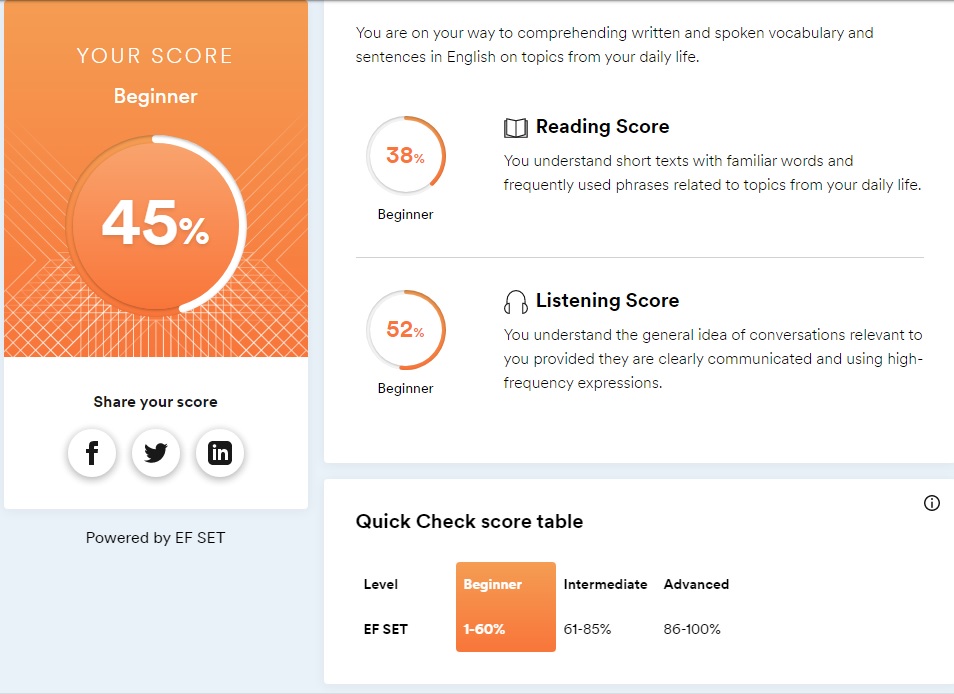 YOUR SCORE
Beginner
45%
Share your score
f
in
Powered by EF SET
You are on your way to comprehending written and spoken vocabulary and
sentences in English on topics from your daily life.
38%
Beginner
Reading Score
You understand short texts with familiar words and
frequently used phrases related to topics from your daily life.
52%
Beginner
Listening Score
You understand the general idea of conversations relevant to
you provided they are clearly communicated and using high-
frequency expressions.
Quick Check score table
Level Beginner Intermediate Advanced
EF SET 1-60% 61-85% 86-100%